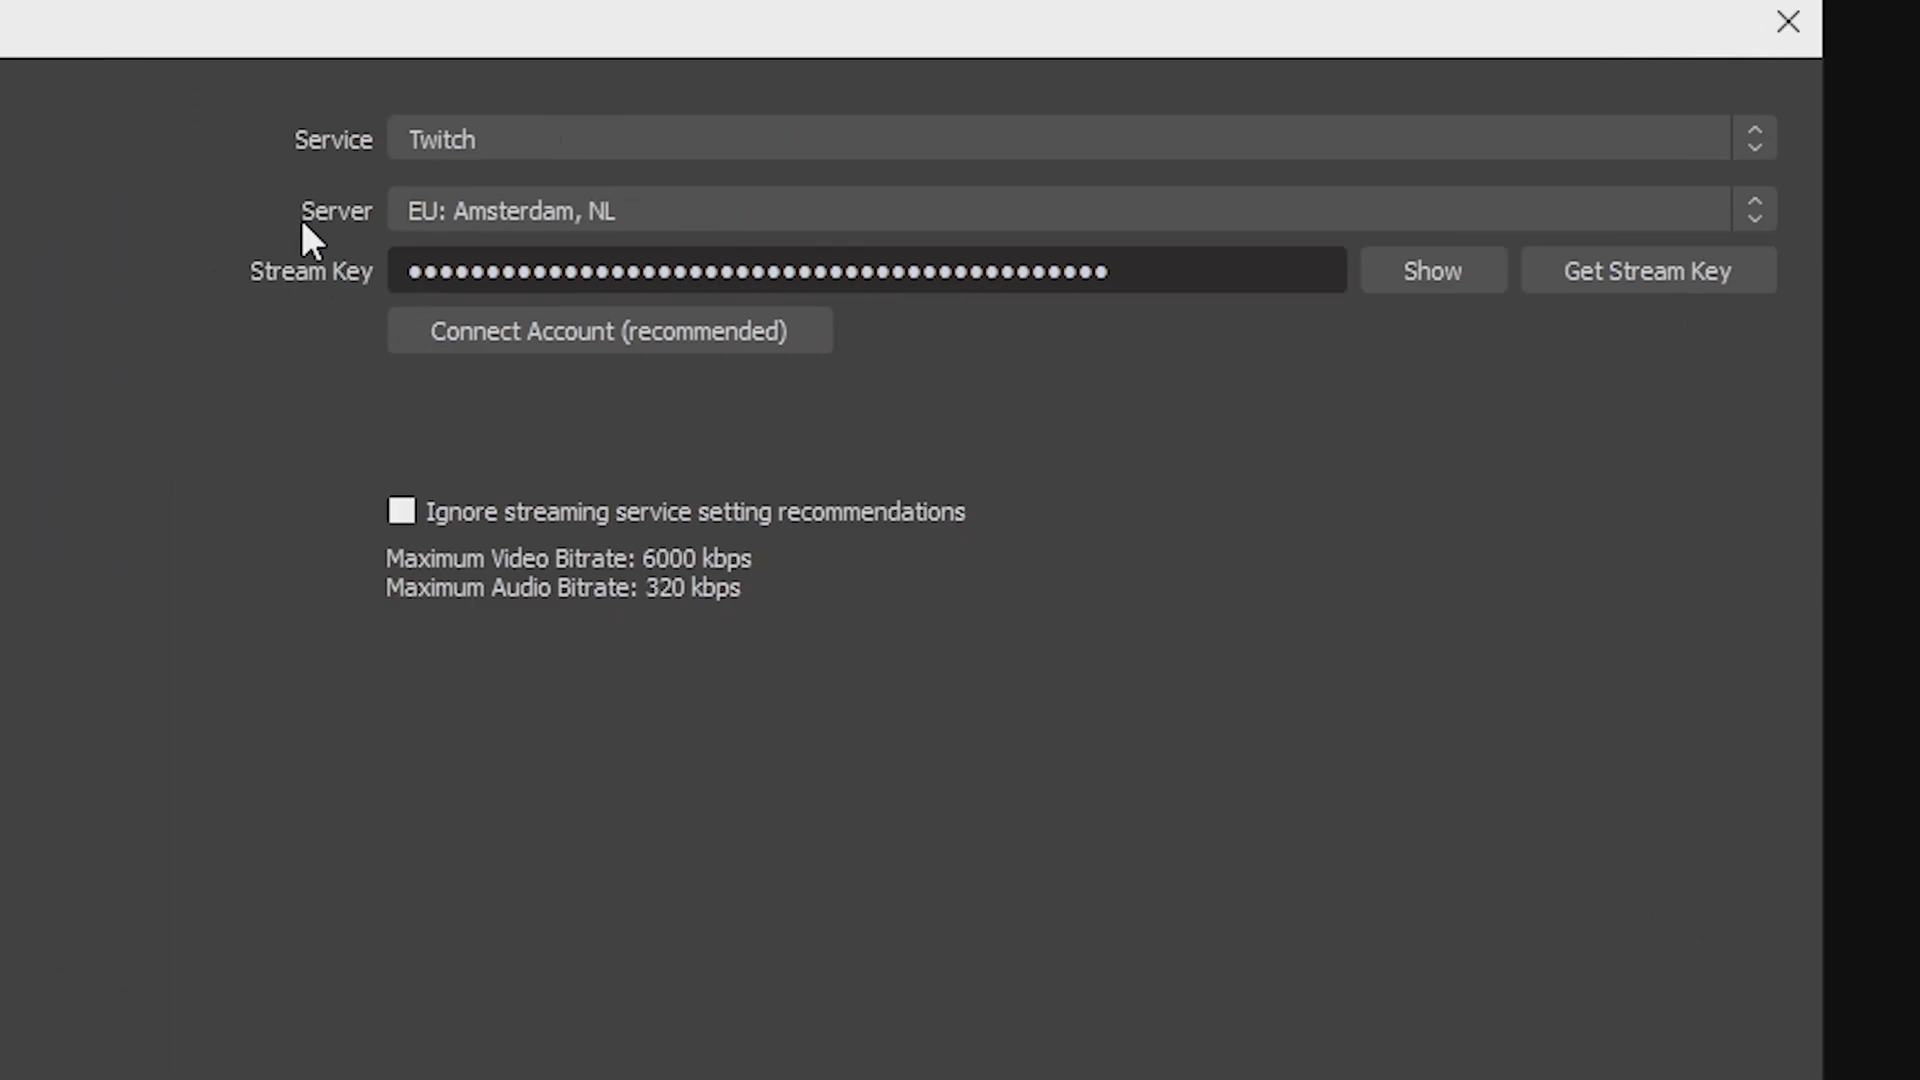 Service Twitch
Server EU: Amsterdam, NL
Stream Key ●●●●●●●●●●●●●●●●●●●●●●●●●●●●●●●●●●●●●●●●●●●●● Show Get Stream Key
Connect Account (recommended)
Ignore streaming service setting recommendations
Maximum Video Bitrate: 6000 kbps
Maximum Audio Bitrate: 320 kbps